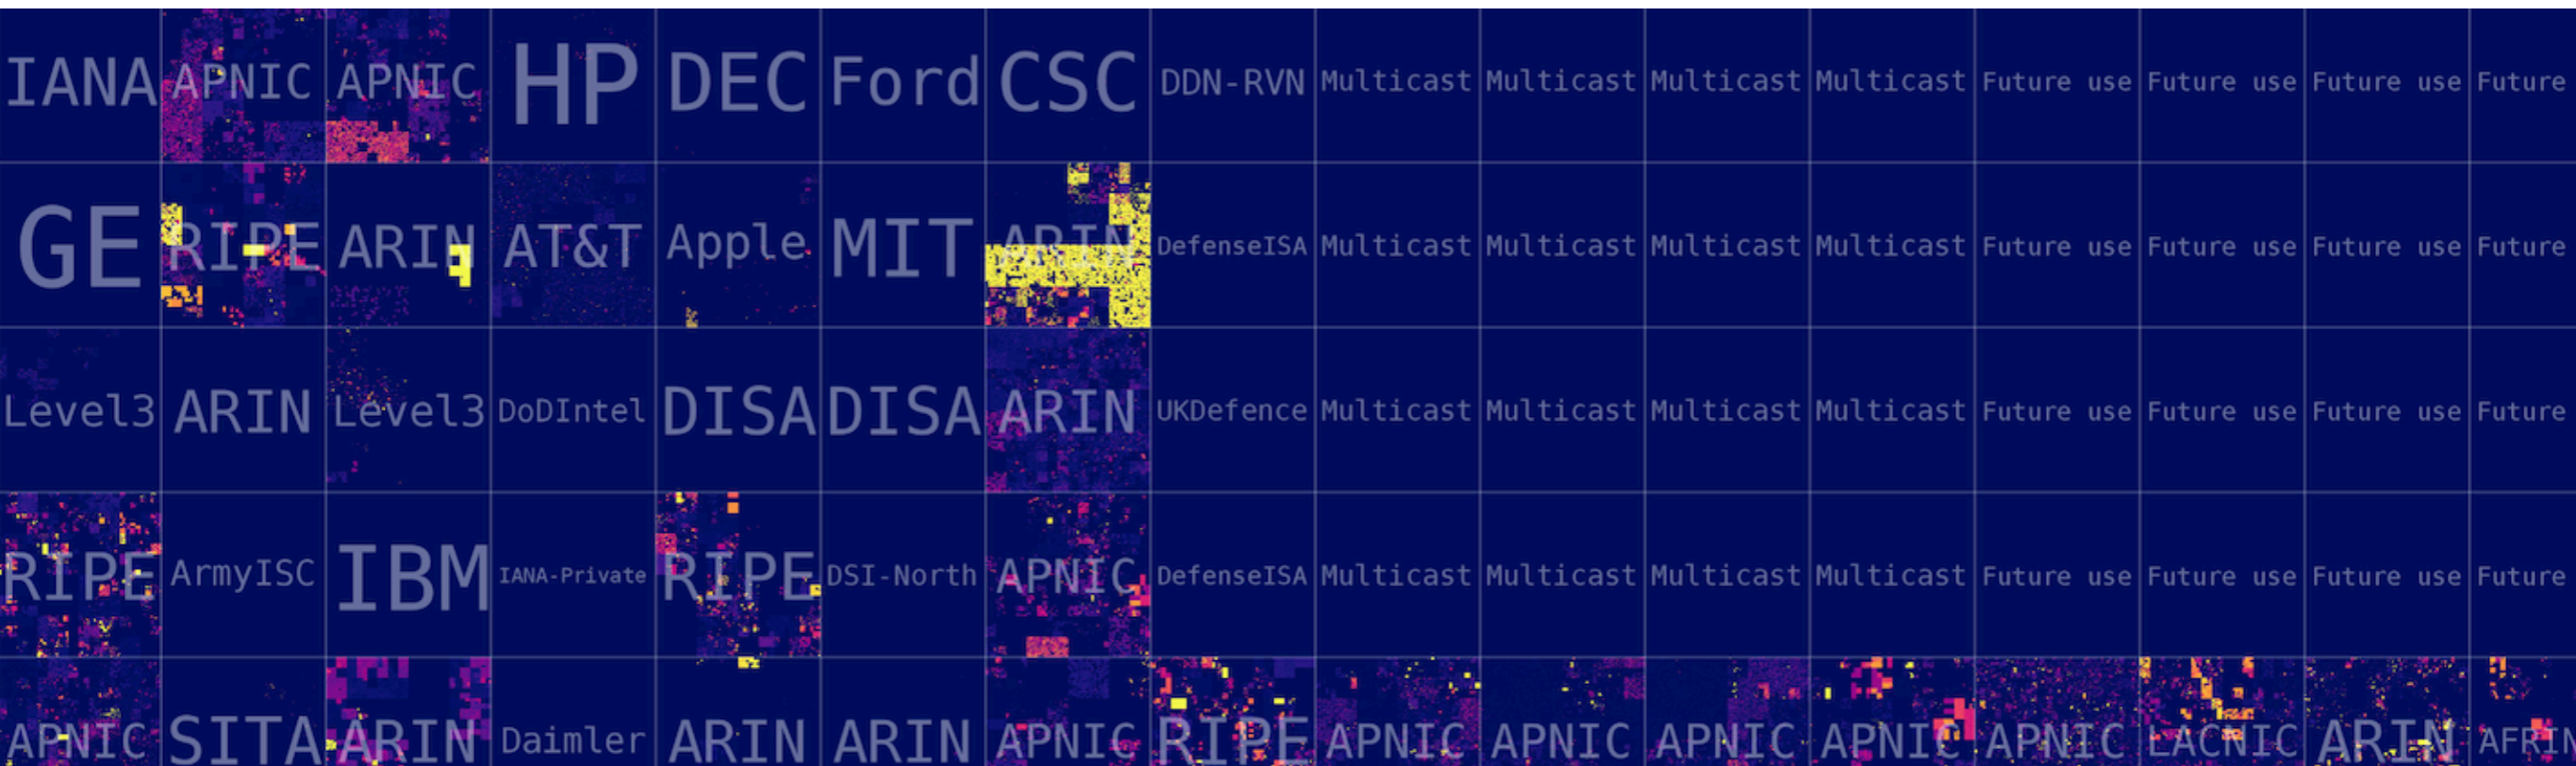 IANA APNIC APNIC HP DEC Ford CSC DDN-RVN Multicast Multicast Multicast Multicast Future use Future use Future use Future
GE RIPE ARIN AT&T Apple MIT ARIN DefenseISA Multicast Multicast Multicast Multicast Future use Future use Future use Future
Level3 ARIN Level3 DoDIntel DISA DISA ARIN UKDefence Multicast Multicast Multicast Multicast Future use Future use Future use Future
RIPE ArmyISC IBM IANA-Private RIPE DSI-North APNIC DefenseISA Multicast Multicast Multicast Multicast Future use Future use Future use Future
APNIC SITA ARIN Daimler ARIN ARIN APNIC RIPE APNIC APNIC APNIC APNIC APNIC LACNIC ARIN AFRIN